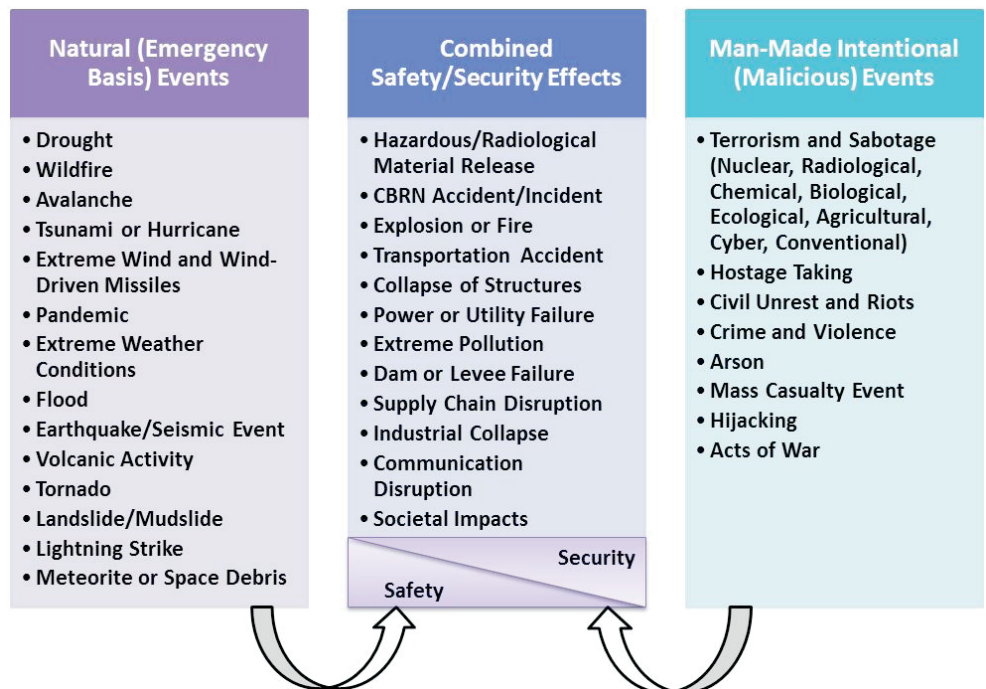 Natural (Emergency
Basis) Events
• Drought
• Wildfire
• Avalanche
• Tsunami or Hurricane
• Extreme Wind and Wind-
Driven Missiles
• Pandemic
• Extreme Weather
Conditions
• Flood
• Earthquake/Seismic Event
• Volcanic Activity
• Tornado
• Landslide/Mudslide
• Lightning Strike
• Meteorite or Space Debris
Combined
Safety/Security Effects
• Hazardous/Radiological
Material Release
• CBRN Accident/Incident
• Explosion or Fire
• Transportation Accident
• Collapse of Structures
• Power or Utility Failure
• Extreme Pollution
• Dam or Levee Failure
• Supply Chain Disruption
• Industrial Collapse
• Communication
Disruption
• Societal Impacts
Security
Safety
Man-Made Intentional
(Malicious) Events
• Terrorism and Sabotage
(Nuclear, Radiological,
Chemical, Biological,
Ecological, Agricultural,
Cyber, Conventional)
• Hostage Taking
• Civil Unrest and Riots
• Crime and Violence
• Arson
• Mass Casualty Event
• Hijacking
• Acts of War